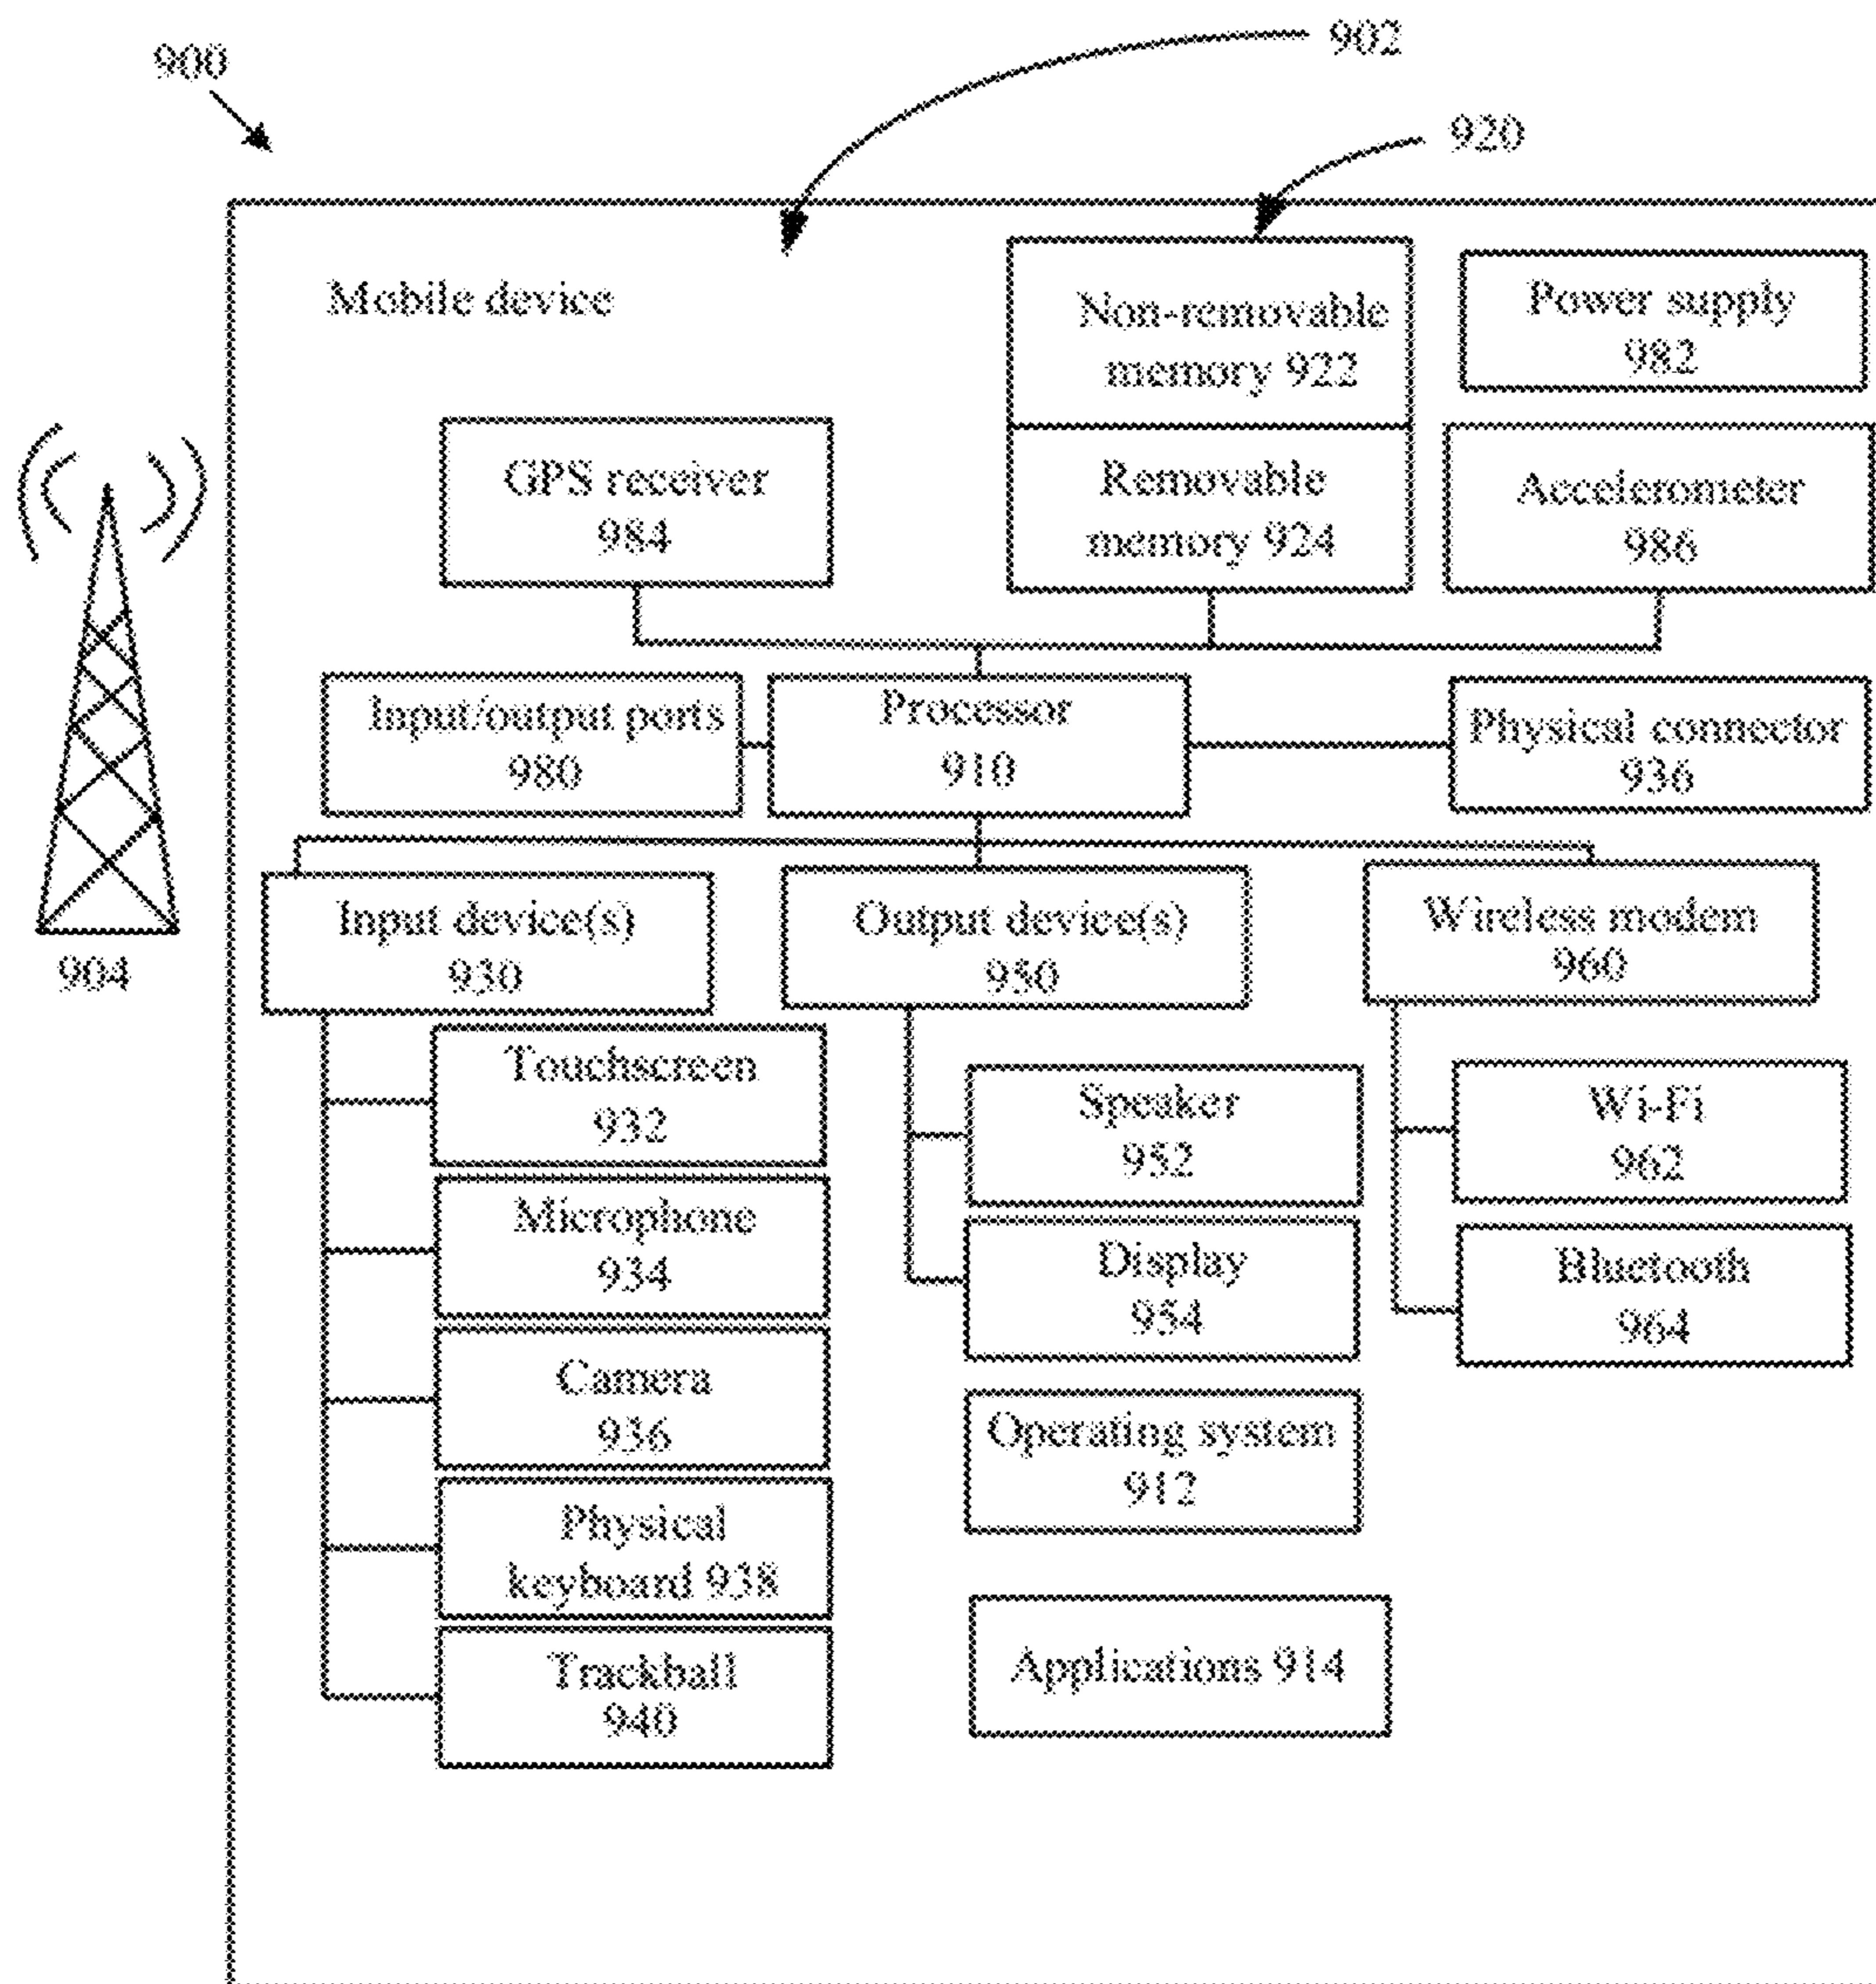 900
902
920
Mobile device
Non-removable
memory 922
Power supply
982
GPS receiver
984
Removable
memory 924
Accelerometer
986
Input/output ports
980
Processor
910
Physical connector
936
904
Input device(s)
930
Output device(s)
950
Wireless modem
960
Touchscreen
932
Microphone
934
Camera
936
Physical
keyboard 938
Trackball
940
Speaker
952
Display
954
Operating system
912
Applications 914
Wi-Fi
962
Bluetooth
964